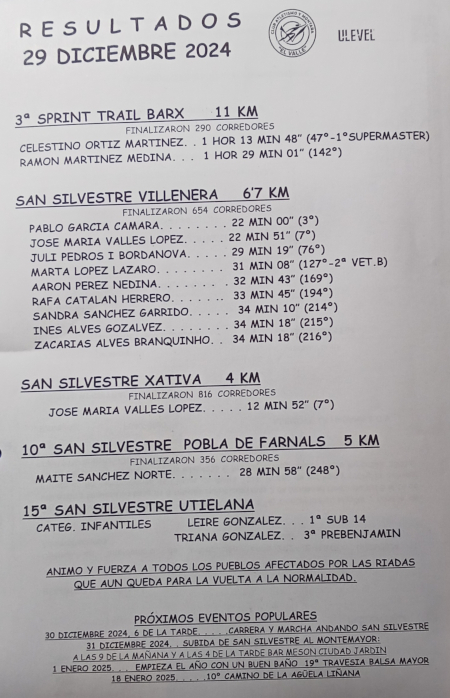 RESULTADOS
29 DICIEMBRE 2024
CLUB ATLETISMO Y MONTAÑA
"EL VALLE"
ULEVEL
3ª SPRINT TRAIL BARX 11 KM
FINALIZARON 290 CORREDORES
CELESTINO ORTIZ MARTINEZ. . 1 HOR 13 MIN 48" (47º-1ºSUPERMASTER)
RAMON MARTINEZ MEDINA. . . 1 HOR 29 MIN 01" (142º)
SAN SILVESTRE VILLENERA 6'7 KM
FINALIZARON 654 CORREDORES
PABLO GARCIA CAMARA. . . . . . . . 22 MIN 00" (3º)
JOSE MARIA VALLES LOPEZ. . . . . 22 MIN 51" (7º)
JULI PEDROS I BORDANOVA. . . . . 29 MIN 19" (76º)
MARTA LOPEZ LAZARO. . . . . . . . 31 MIN 08" (127º-2ª VET.B)
AARON PEREZ NEDINA. . . . . . . . 32 MIN 43" (169º)
RAFA CATALAN HERRERO. . . . . . . 33 MIN 45" (194º)
SANDRA SANCHEZ GARRIDO. . . . . 34 MIN 10" (214º)
INES ALVES GOZALVEZ. . . . . . . . 34 MIN 18" (215º)
ZACARIAS ALVES BRANQUINHO. . 34 MIN 18" (216º)
SAN SILVESTRE XATIVA 4 KM
FINALIZARON 816 CORREDORES
JOSE MARIA VALLES LOPEZ. . . . . 12 MIN 52" (7º)
10ª SAN SILVESTRE POBLA DE FARNALS 5 KM
FINALIZARON 356 CORREDORES
MAITE SANCHEZ NORTE. . . . . . . 28 MIN 58" (248º)
15ª SAN SILVESTRE UTIELANA
CATEG. INFANTILES LEIRE GONZALEZ. . . 1ª SUB 14
TRIANA GONZALEZ. . 3ª PREBENJAMIN
ANIMO Y FUERZA A TODOS LOS PUEBLOS AFECTADOS POR LAS RIADAS
QUE AUN QUEDA PARA LA VUELTA A LA NORMALIDAD.
PRÓXIMOS EVENTOS POPULARES
30 DICIEMBRE 2024, 6 DE LA TARDE. . . . .CARRERA Y MARCHA ANDANDO SAN SILVESTRE
31 DICIEMBRE 2024. . SUBIDA DE SAN SILVESTRE AL MONTEMAYOR:
A LAS 9 DE LA MAÑANA Y A LAS 4 DE LA TARDE BAR MESON CIUDAD JARDIN
1 ENERO 2025. . . EMPIEZA EL AÑO CON UN BUEN BAÑO 19ª TRAVESIA BALSA MAYOR
18 ENERO 2025. . . . . .10º CAMINO DE LA AGÜELA LIÑANA